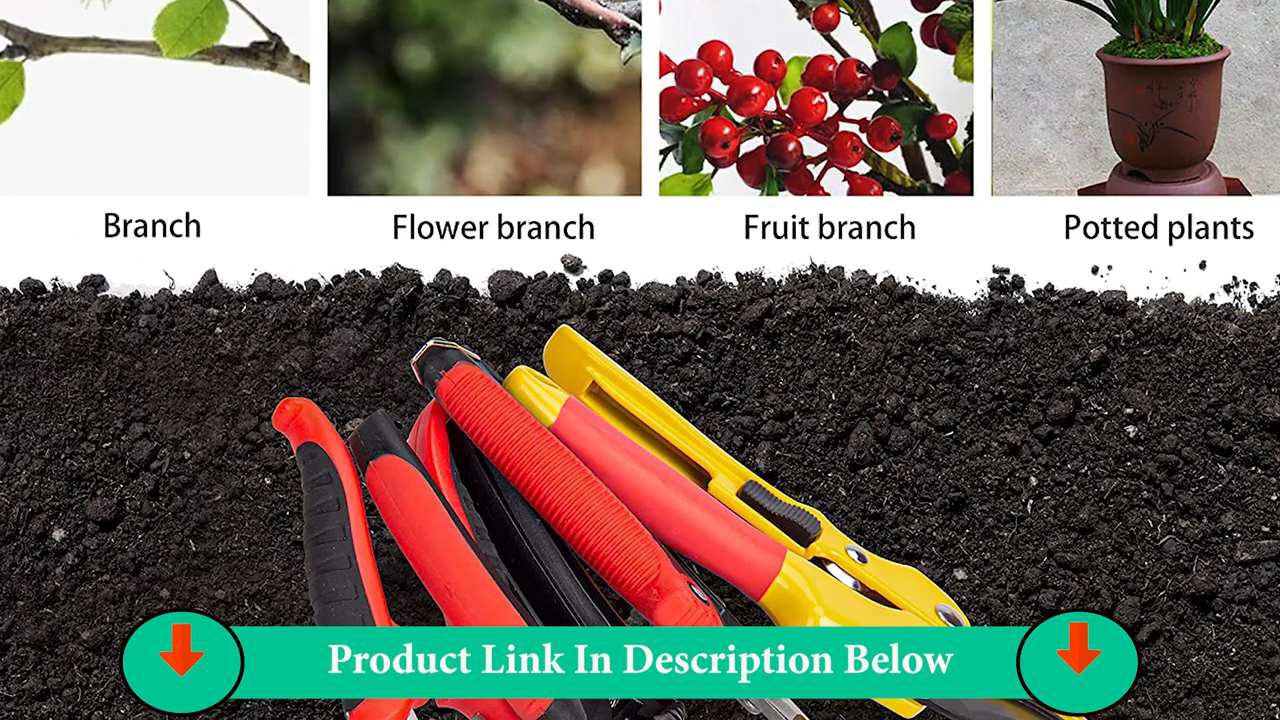 Branch
Flower branch
Fruit branch
Potted plants
Product Link In Description Below